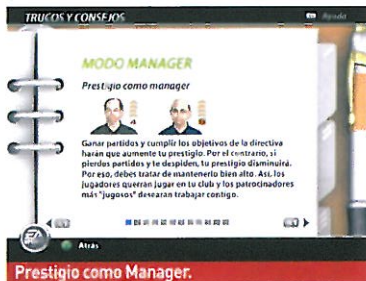 TRUCOS Y CONSEJOS
Ayuda
MODO MANAGER
Prestigio como manager
4
Ganar partidos y cumplir los objetivos de la directiva
harán que aumente tu prestigio. Por el contrario, si
pierdes partidos y te despiden, tu prestigio disminuirá.
Por eso, debes tratar de mantenerlo bien alto. Así, los
jugadores querrán jugar en tu club y los patrocinadores
más "jugosos" desearán trabajar contigo.
EA
Atrás
Prestigio como Manager.